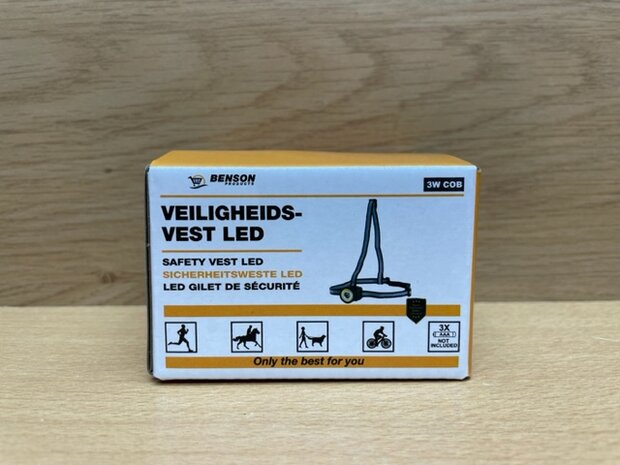 BENSON
PRODUCTS
3W COB
VEILIGHEIDS-
VEST LED
SAFETY VEST LED
SICHERHEITSWESTE LED
LED GILET DE SÉCURITÉ
3X
AAA
NOT
INCLUDED
Only the best for you